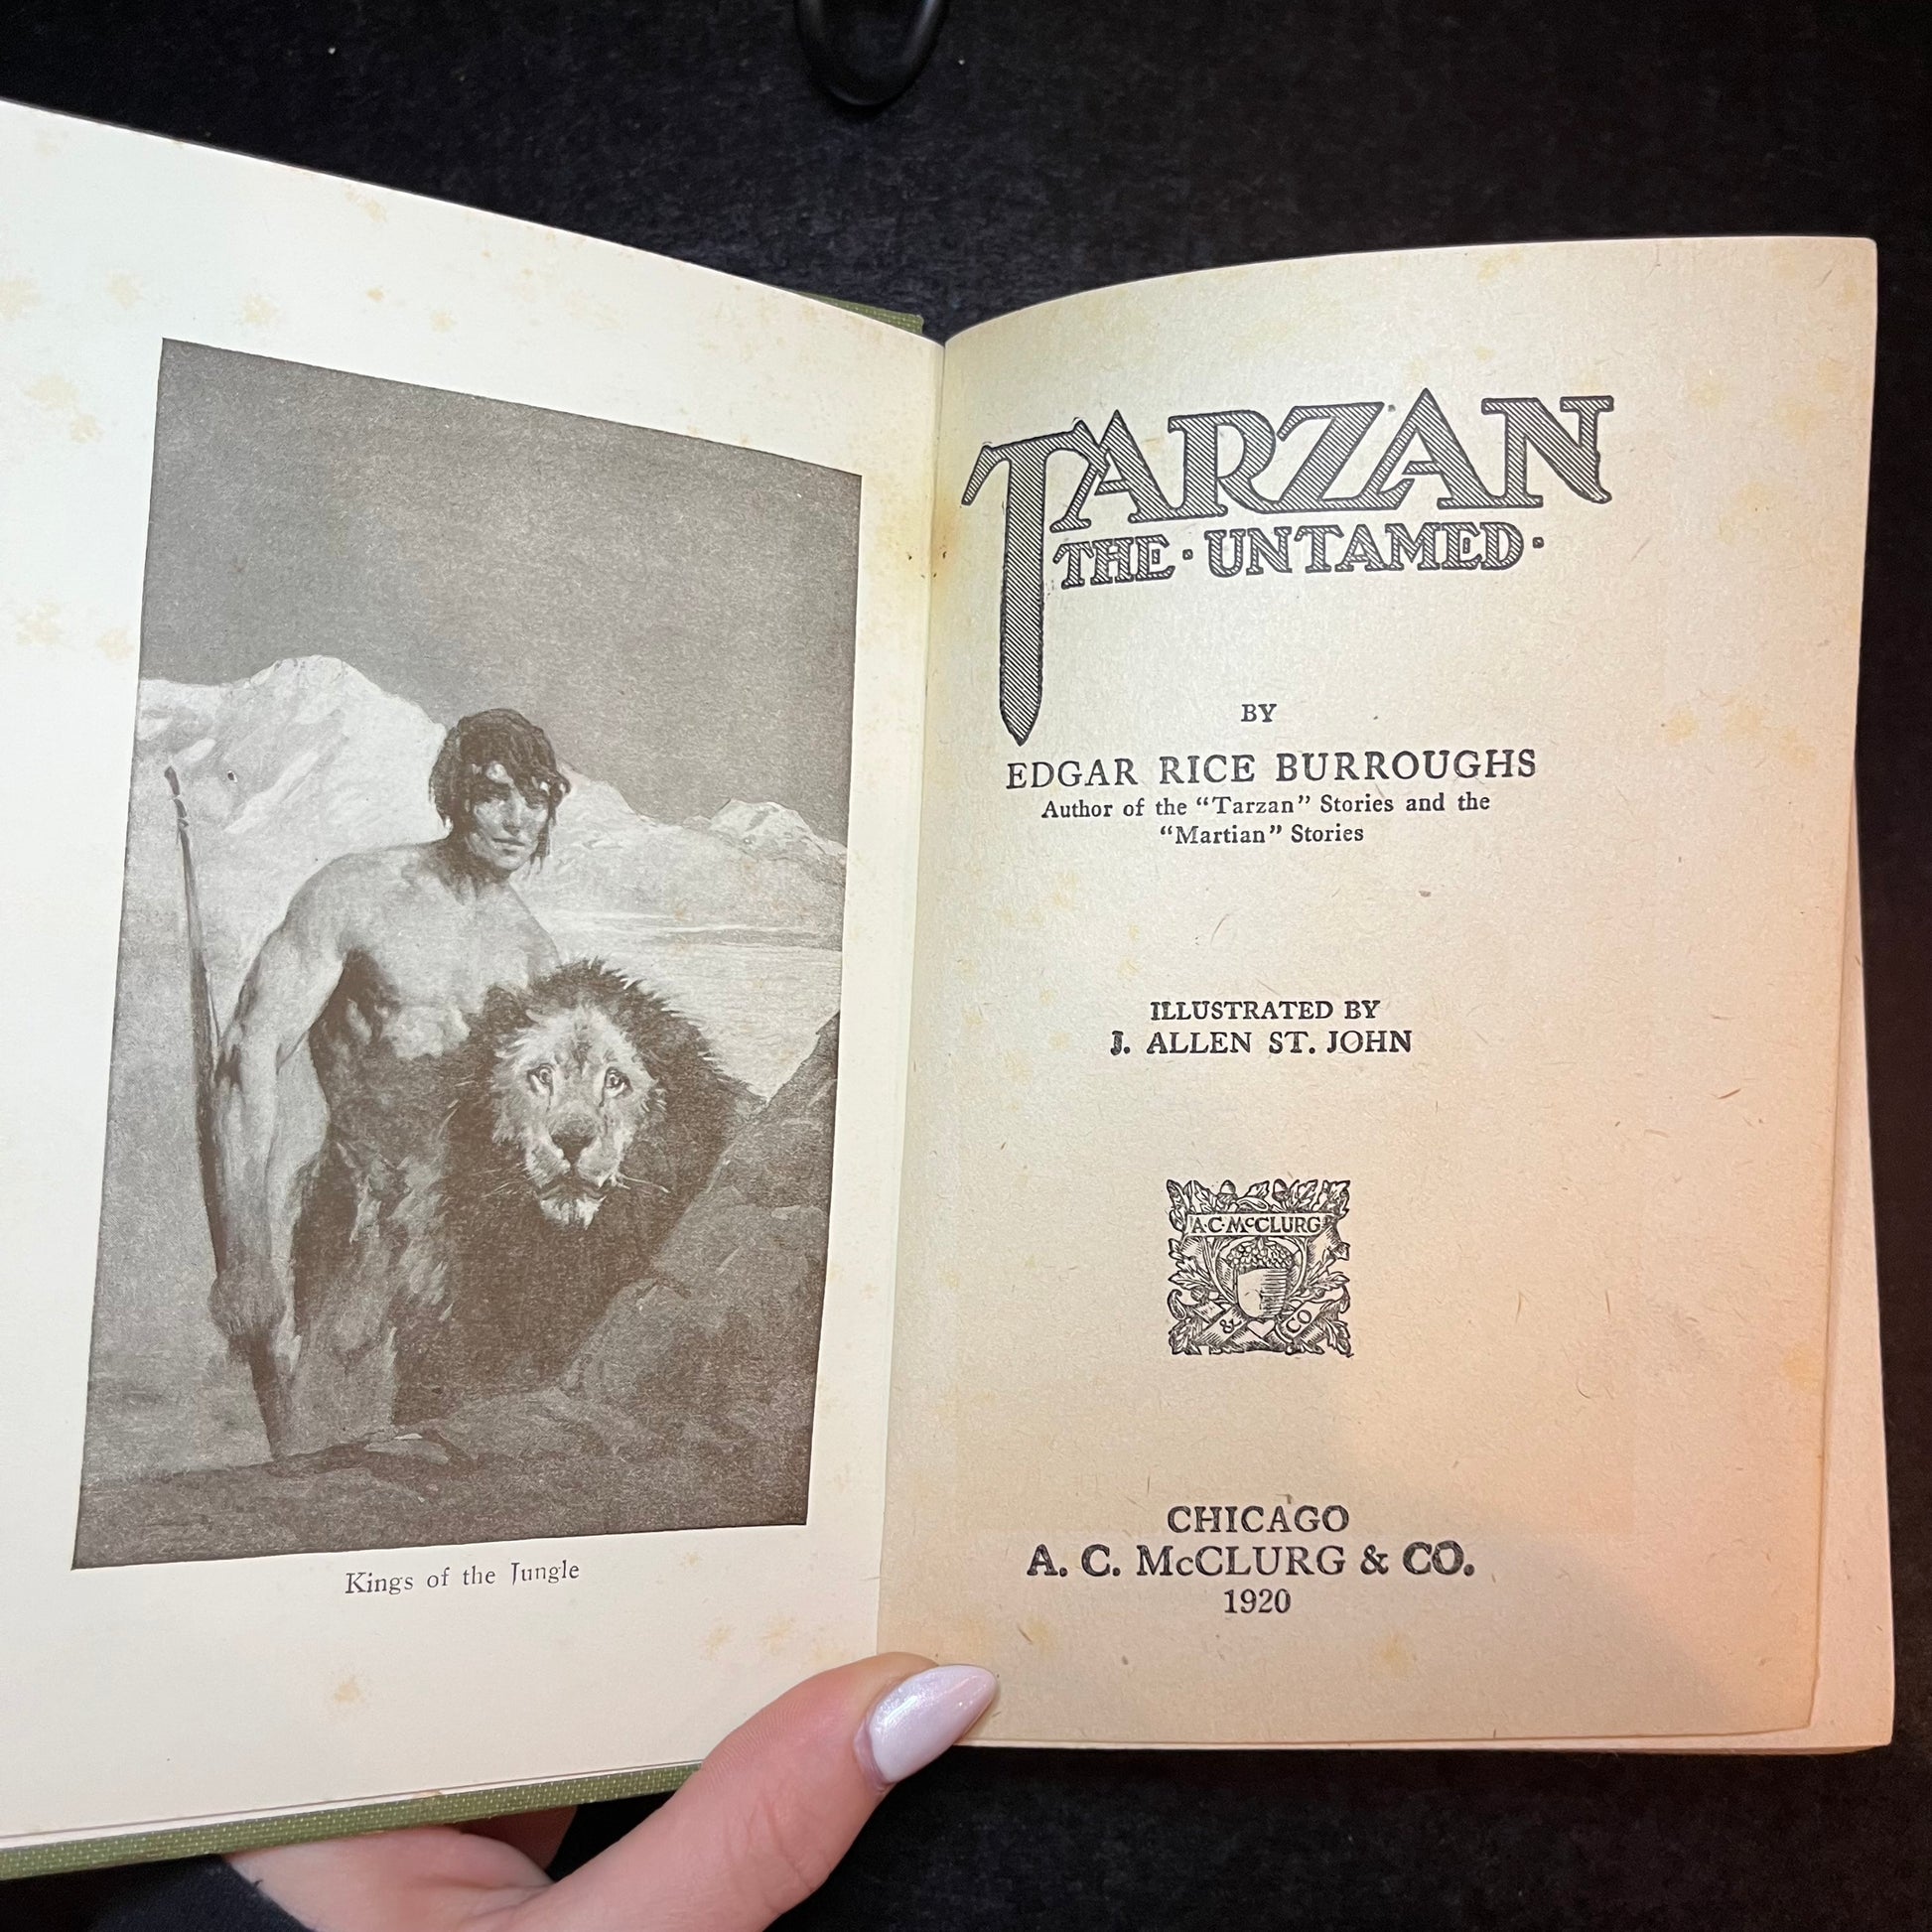 Kings of the Jungle
TARZAN
THE · UNTAMED ·
BY
EDGAR RICE BURROUGHS
Author of the "Tarzan" Stories and the
"Martian" Stories
ILLUSTRATED BY
J. ALLEN ST. JOHN
A·C·McCLURG
& CO
CHICAGO
A. C. McCLURG & CO.
1920